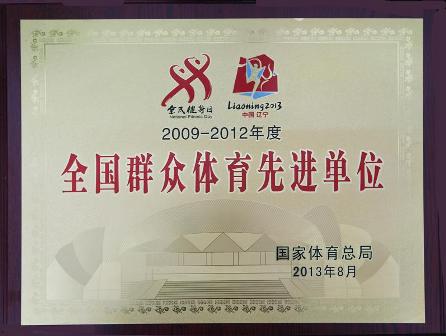 全民健身日
National Fitness Day
Liaoning2013
中国 辽宁
2009-2012年度
全国群众体育先进单位
国家体育总局
2013年8月